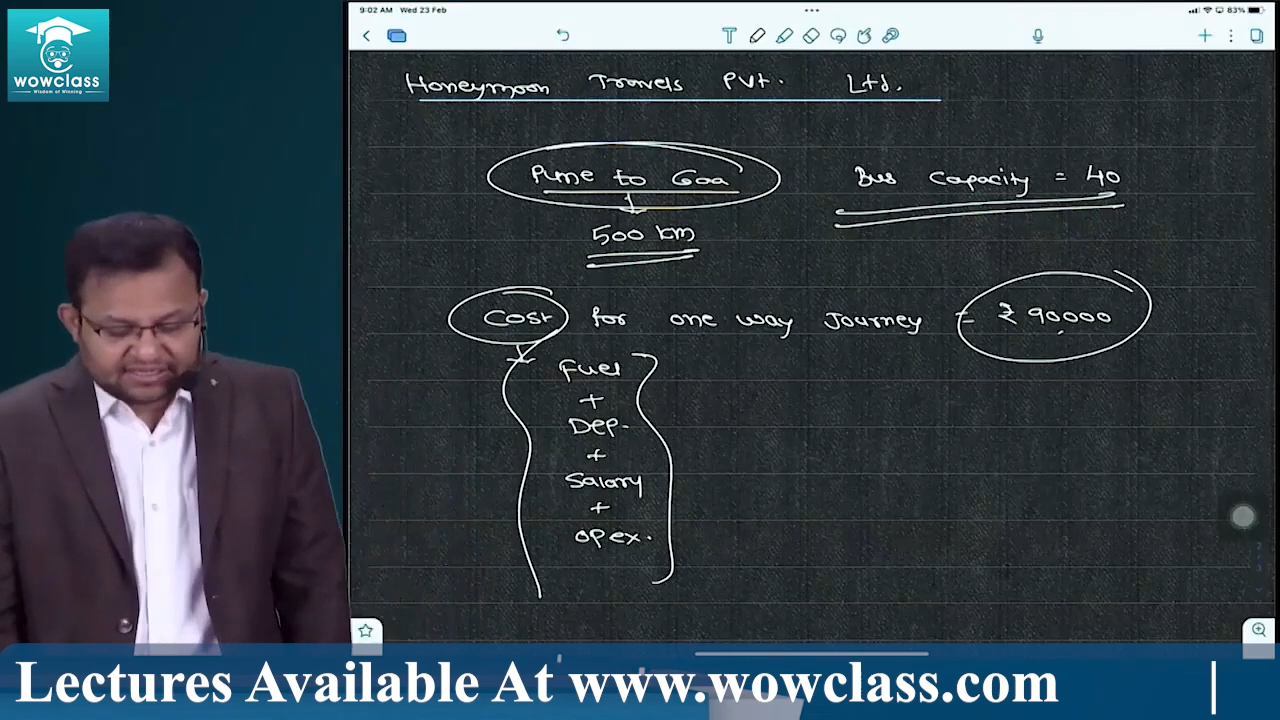 wowclass
Wisdom of Winning
9:02 AM Wed 23 Feb
83%
Honeymoon Travels Pvt. Ltd.
Pune to Goa
Bus Capacity = 40
500 km
Cost for one way Journey = ₹ 90000
Fuel
+
Dep.
+
Salary
+
opex.
Lectures Available At www.wowclass.com